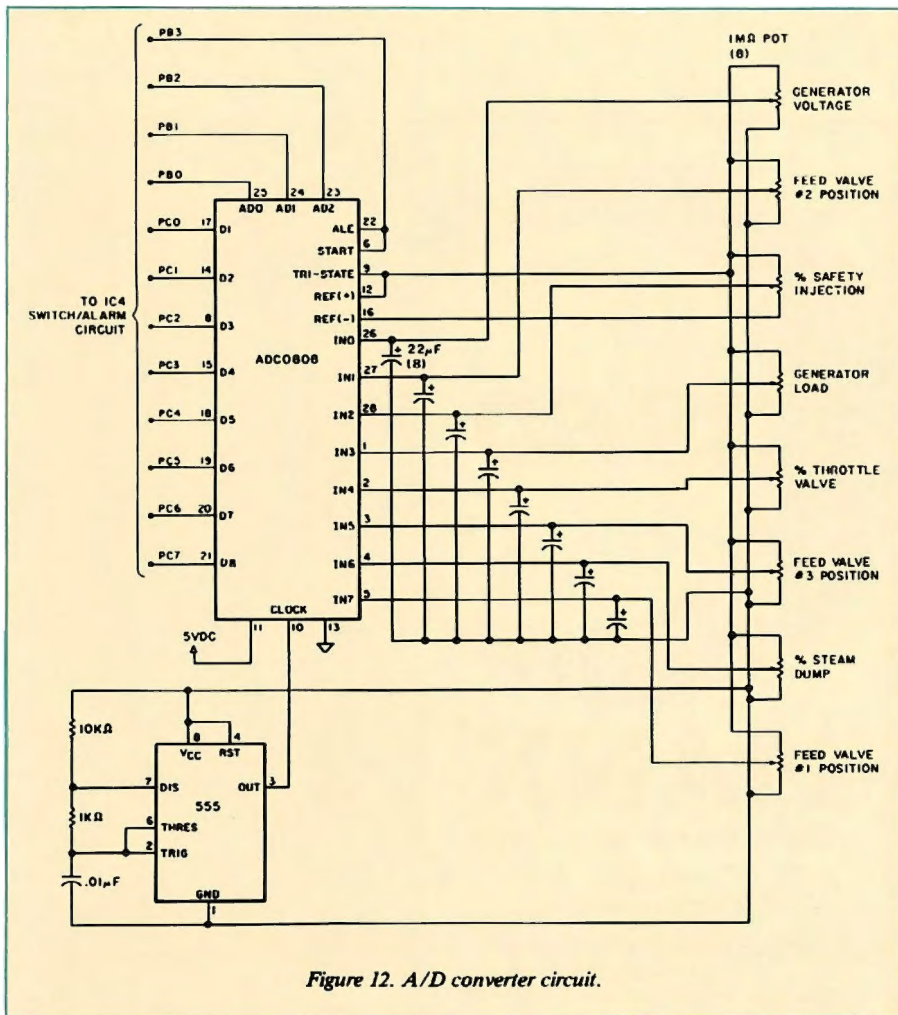 PB3
PB2
PB1
PB0
25 24 23
AD0 AD1 AD2
TO IC4
SWITCH/ALARM
CIRCUIT
PC0 17 D1
PC1 14 D2
PC2 8 D3
PC3 15 D4
PC4 18 D5
PC5 19 D6
PC6 20 D7
PC7 21 D8
ADC0808
ALE 22
START 6
TRI-STATE 9
REF(+) 12
REF(-) 16
IN0 26
IN1 27
IN2 28
IN3 1
IN4 2
IN5 3
IN6 4
IN7 5
+ 22µF
(8)
+
+
+
+
+
+
+
CLOCK
11 10 13
5VDC
10KΩ
1KΩ
.01µF
8 4
VCC RST
7 DIS
OUT 3
555
6 THRES
2 TRIG
GND
1
1MΩ POT
(8)
GENERATOR
VOLTAGE
FEED VALVE
#2 POSITION
% SAFETY
INJECTION
GENERATOR
LOAD
% THROTTLE
VALVE
FEED VALVE
#3 POSITION
% STEAM
DUMP
FEED VALVE
#1 POSITION
Figure 12. A/D converter circuit.